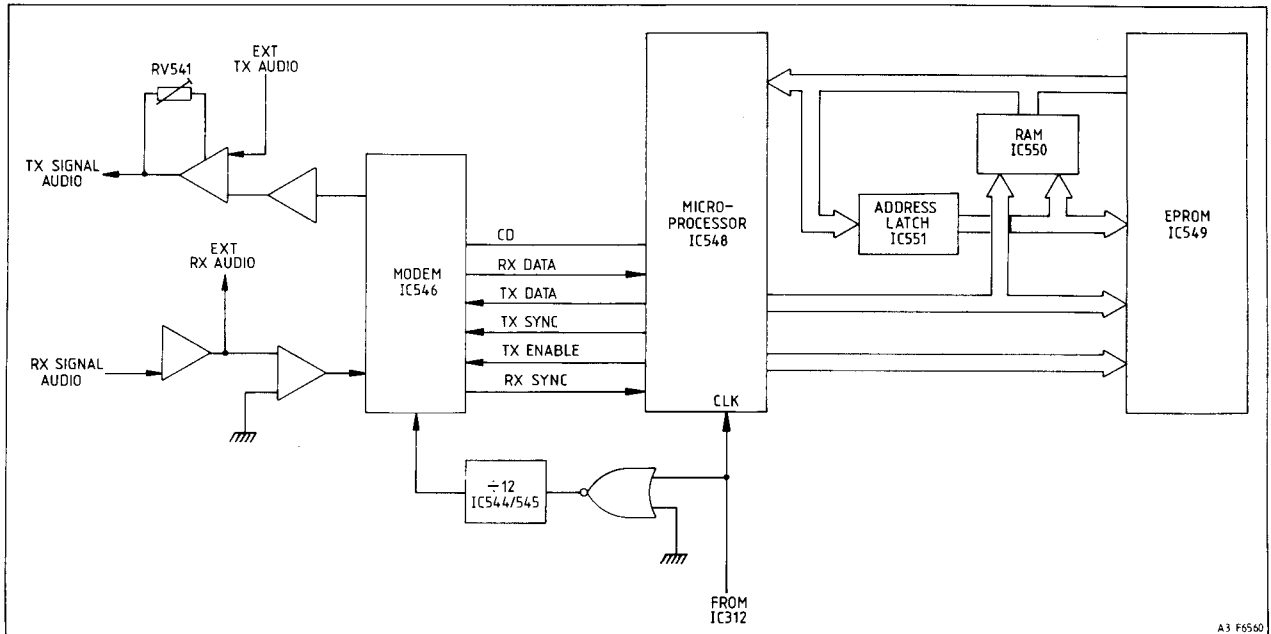 RV541
EXT
TX AUDIO
TX SIGNAL
AUDIO
EXT
RX AUDIO
RX SIGNAL
AUDIO
MODEM
IC546
CD
RX DATA
TX DATA
TX SYNC
TX ENABLE
RX SYNC
MICRO-
PROCESSOR
IC548
CLK
RAM
IC550
ADDRESS
LATCH
IC551
EPROM
IC549
÷12
IC544/545
FROM
IC312
A3 F6560